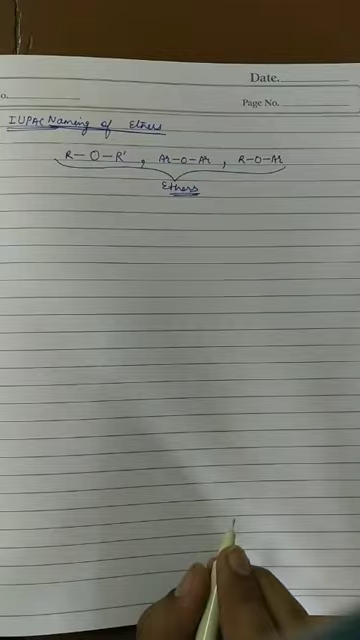 Date.
o.
Page No.
IUPAC Naming of Ethers
R-O-R', Ar-O-Ar, R-O-Ar
Ethers